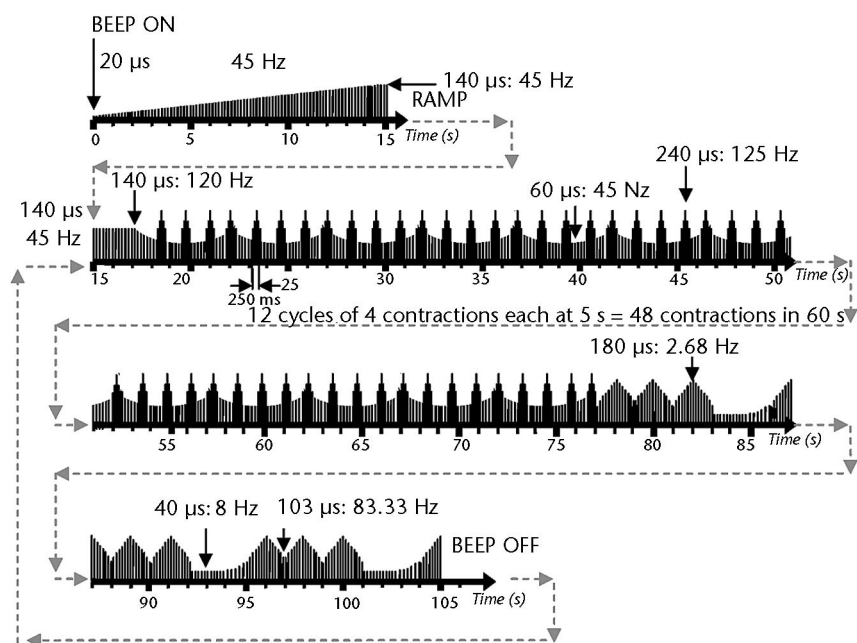 BEEP ON
20 µs 45 Hz
140 µs: 45 Hz
RAMP
0 5 10 15 Time (s)
140 µs: 120 Hz
240 µs: 125 Hz
60 µs: 45 Nz
140 µs
45 Hz
15 20 25 30 35 40 45 50 Time (s)
250 ms
12 cycles of 4 contractions each at 5 s = 48 contractions in 60 s
180 µs: 2.68 Hz
55 60 65 70 75 80 85 Time (s)
40 µs: 8 Hz 103 µs: 83.33 Hz
BEEP OFF
90 95 100 105 Time (s)